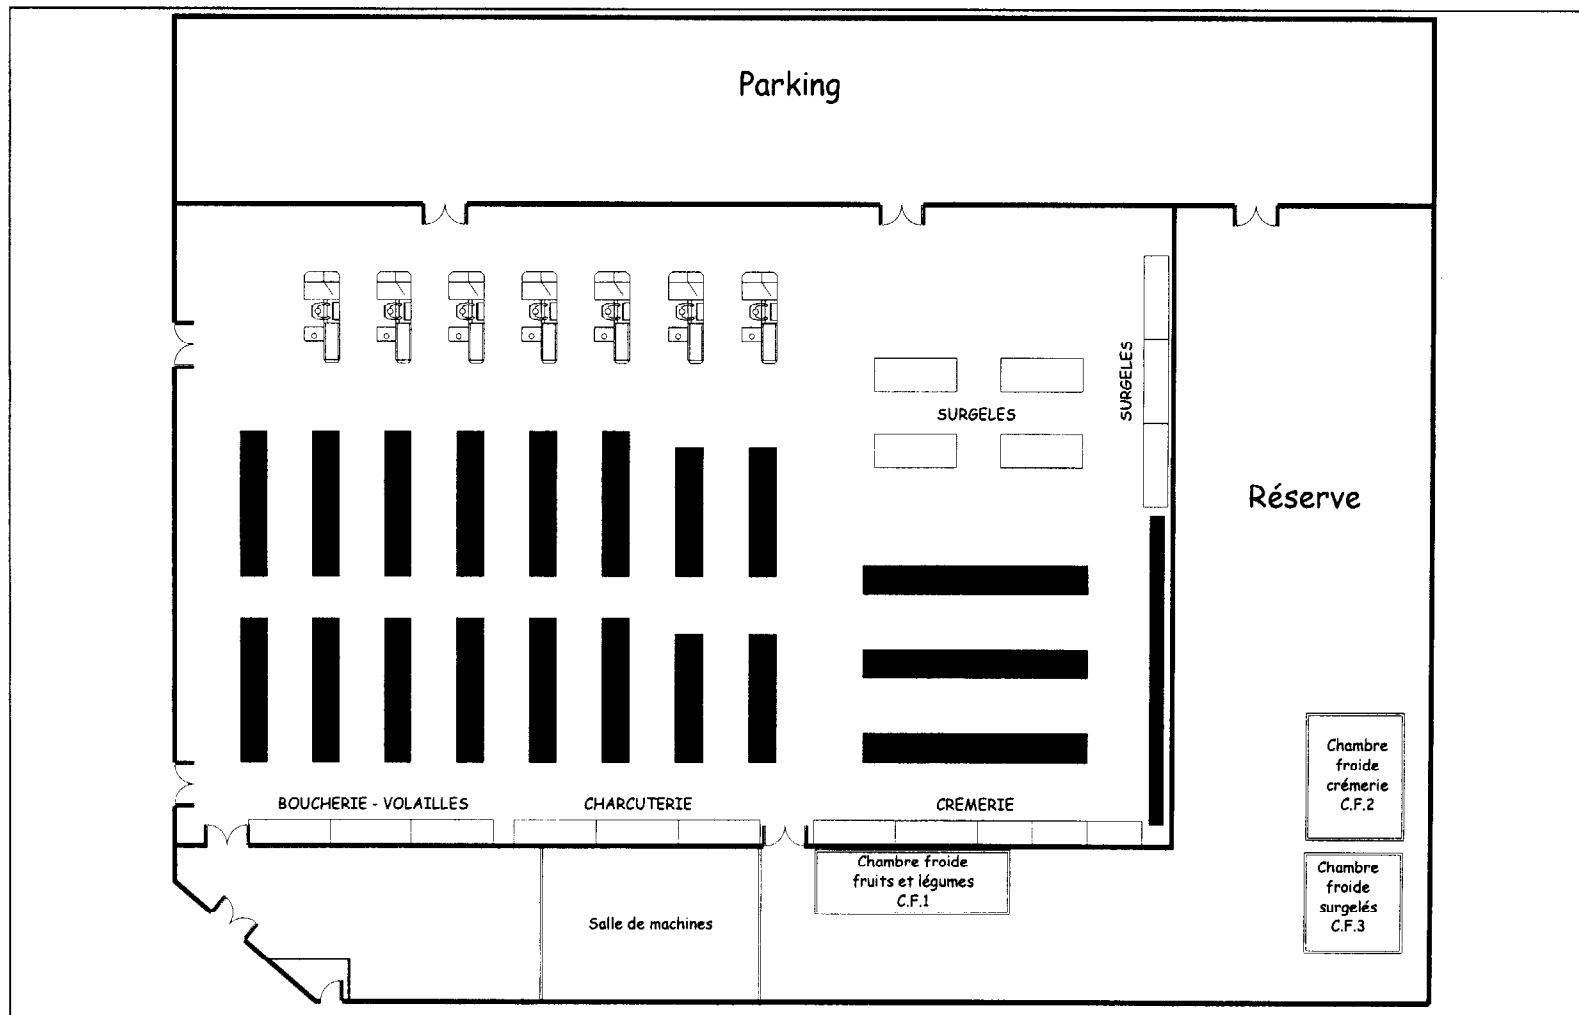 Parking
SURGELES
SURGELES
Réserve
BOUCHERIE - VOLAILLES
CHARCUTERIE
CREMERIE
Chambre
froide
crémerie
C.F.2
Chambre froide
fruits et légumes
C.F.1
Salle de machines
Chambre
froide
surgelés
C.F.3